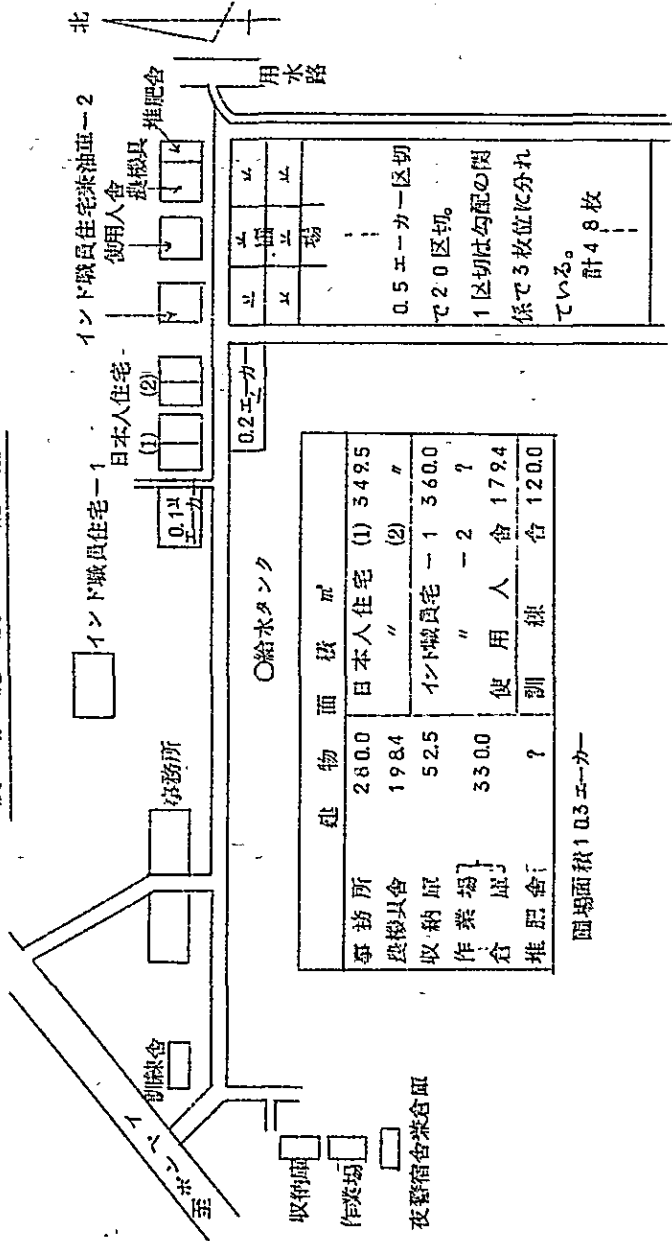 北
用水路
堆肥舎
農機具
インド職員住宅兼油庫-2
使用人舎
インド職員住宅-1
日本人住宅
(1) (2)
0.1
エーカー
0.2エーカー
圃場
0.5エーカー区切
で20区切。
1区切は勾配の関
係で3枚位に分れ
ている。
計48枚
○給水タンク
事務所
訓練舎
至ボンベイ
収納庫
作業場
夜警宿舎兼倉庫
建物面積 ㎡
事務所 280.0 日本人住宅 (1) 349.5
農機具舎 198.4 〃 (2) 〃
収納庫 52.5 インド職員宅 -1 360.0
作業場 330.0 〃 -2 ?
倉庫 使用人舎 179.4
堆肥舎 ? 訓練舎 120.0
圃場面積10.3エーカー